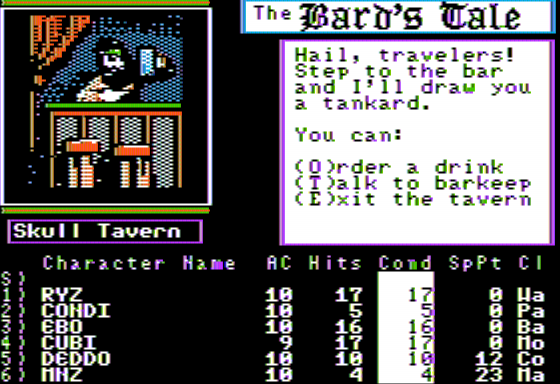 The Bard's Tale
Hail, travelers!
Step to the bar
and I'll draw you
a tankard.
You can:
(O)rder a drink
(T)alk to barkeep
(E)xit the tavern
Skull Tavern
Character Name AC Hits Cond SpPt Cl
S)
1) RYZ 10 17 17 0 Wa
2) CONDI 10 5 5 0 Pa
3) EBO 10 16 16 0 Ba
4) CUBI 9 17 17 0 Mo
5) DEDDO 10 10 10 12 Co
6) MNZ 10 4 4 23 Ma